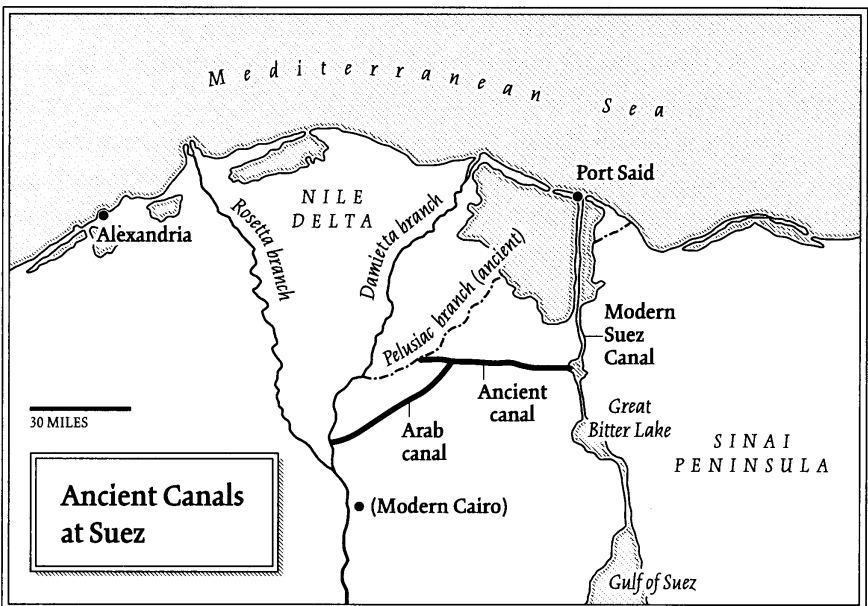 Mediterranean Sea
Port Said
NILE
DELTA
Alexandria
Rosetta branch
Damietta branch
Pelusiac branch (ancient)
Modern
Suez
Canal
Ancient
canal
Arab
canal
Great
Bitter Lake
SINAI
PENINSULA
30 MILES
Ancient Canals
at Suez
(Modern Cairo)
Gulf of Suez